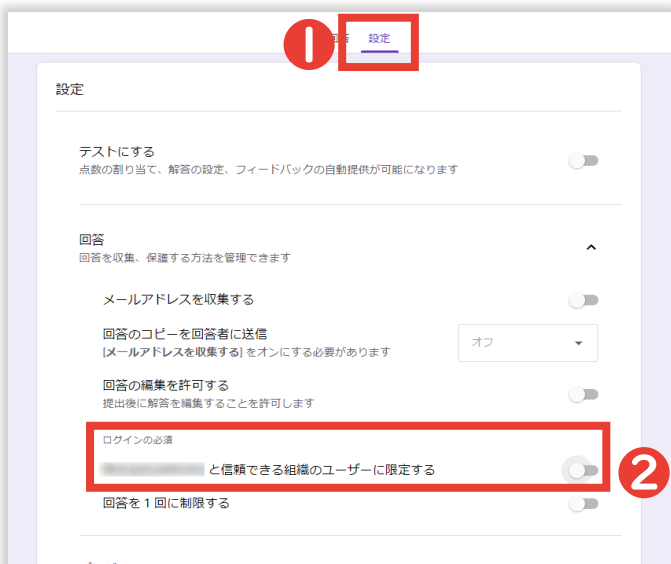 1
設定
設定
テストにする
点数の割り当て、解答の設定、フィードバックの自動提供が可能になります
回答
回答を収集、保護する方法を管理できます
メールアドレスを収集する
回答のコピーを回答者に送信
オフ
[メールアドレスを収集する] をオンにする必要があります
回答の編集を許可する
提出後に解答を編集することを許可します
ログインの必須
と信頼できる組織のユーザーに限定する
2
回答を 1 回に制限する